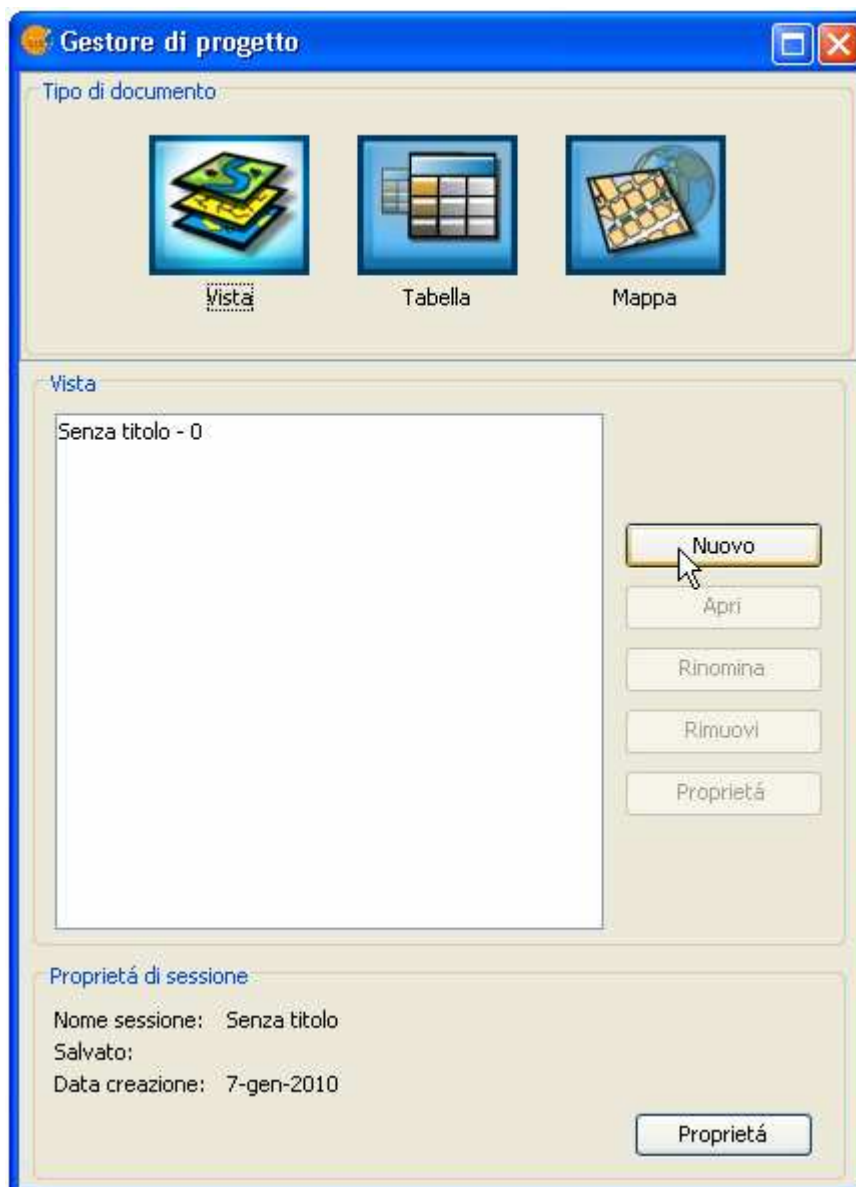 Gestore di progetto
Tipo di documento
Vista
Tabella
Mappa
Vista
Senza titolo - 0
Nuovo
Apri
Rinomina
Rimuovi
Proprietá
Proprietá di sessione
Nome sessione: Senza titolo
Salvato:
Data creazione: 7-gen-2010
Proprietá